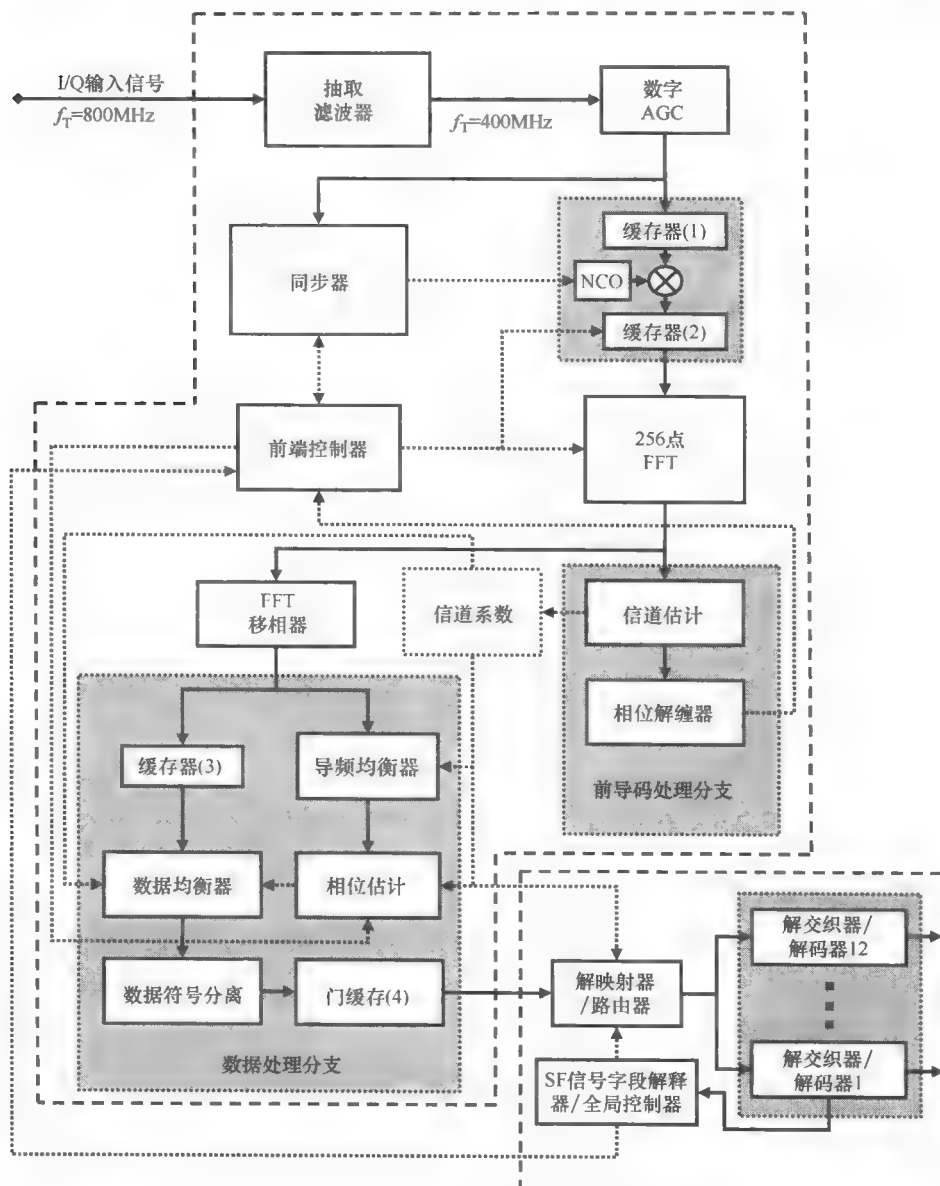 I/Q输入信号
f_T=800MHz
抽取
滤波器
f_T=400MHz
数字
AGC
缓存器(1)
同步器
NCO
缓存器(2)
前端控制器
256点
FFT
FFT
移相器
信道系数
信道估计
相位解缠器
缓存器(3)
导频均衡器
前导码处理分支
数据均衡器
相位估计
解交织器/
解码器12
数据符号分离
门缓存(4)
解映射器
/路由器
数据处理分支
解交织器/
解码器1
SF信号字段解释
器/全局控制器